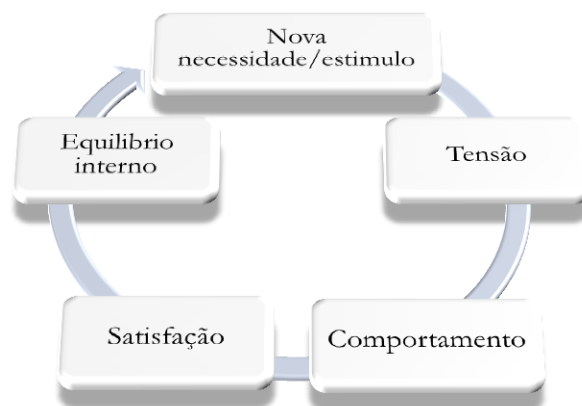 Nova
necessidade/estimulo
Tensão
Comportamento
Satisfação
Equilibrio
interno